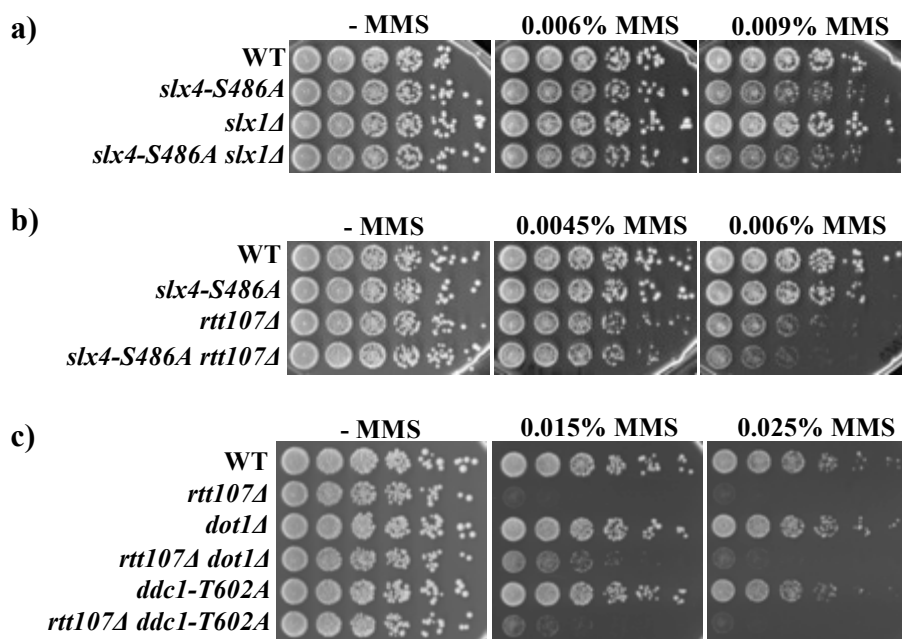 a)
- MMS 0.006% MMS 0.009% MMS
WT
slx4-S486A
slx1Δ
slx4-S486A slx1Δ
b)
- MMS 0.0045% MMS 0.006% MMS
WT
slx4-S486A
rtt107Δ
slx4-S486A rtt107Δ
c)
- MMS 0.015% MMS 0.025% MMS
WT
rtt107Δ
dot1Δ
rtt107Δ dot1Δ
ddc1-T602A
rtt107Δ ddc1-T602A